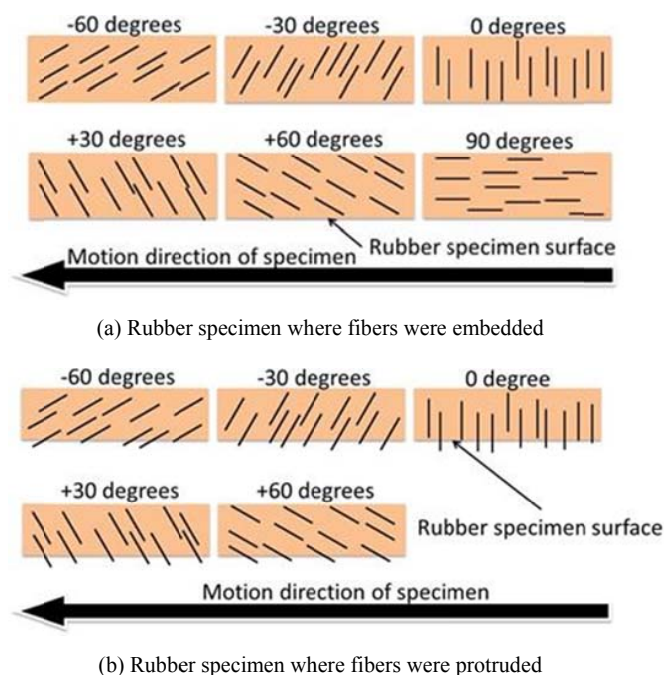 -60 degrees -30 degrees 0 degrees
+30 degrees +60 degrees 90 degrees
Rubber specimen surface
Motion direction of specimen
(a) Rubber specimen where fibers were embedded
-60 degrees -30 degrees 0 degree
+30 degrees +60 degrees
Rubber specimen surface
Motion direction of specimen
(b) Rubber specimen where fibers were protruded